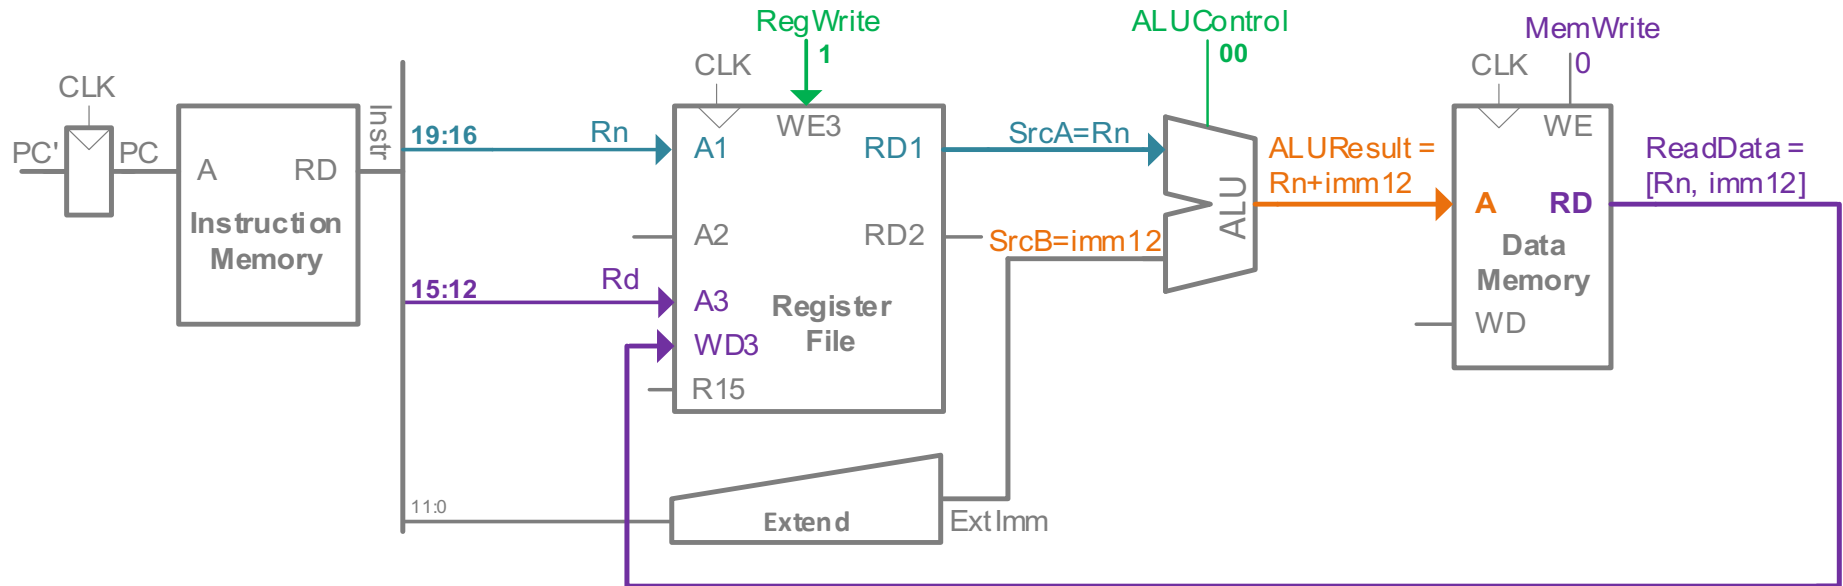 RegWrite
1
ALUControl
00
MemWrite
0
CLK
CLK
CLK
PC'
PC
A
RD
Instruction
Memory
Instr
19:16
Rn
A1
WE3
RD1
SrcA=Rn
A2
RD2
SrcB=imm12
15:12
Rd
A3
WD3
R15
Register
File
ALU
ALUResult =
Rn+imm12
WE
A
RD
Data
Memory
WD
ReadData =
[Rn, imm12]
11:0
Extend
ExtImm